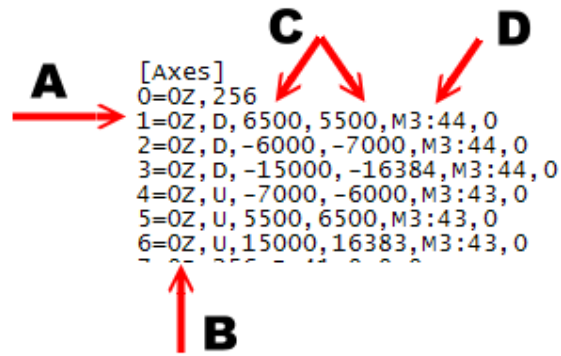 C D
[Axes]
A
0=0Z,256
1=0Z,D,6500,5500,M3:44,0
2=0Z,D,-6000,-7000,M3:44,0
3=0Z,D,-15000,-16384,M3:44,0
4=0Z,U,-7000,-6000,M3:43,0
5=0Z,U,5500,6500,M3:43,0
6=0Z,U,15000,16383,M3:43,0
B